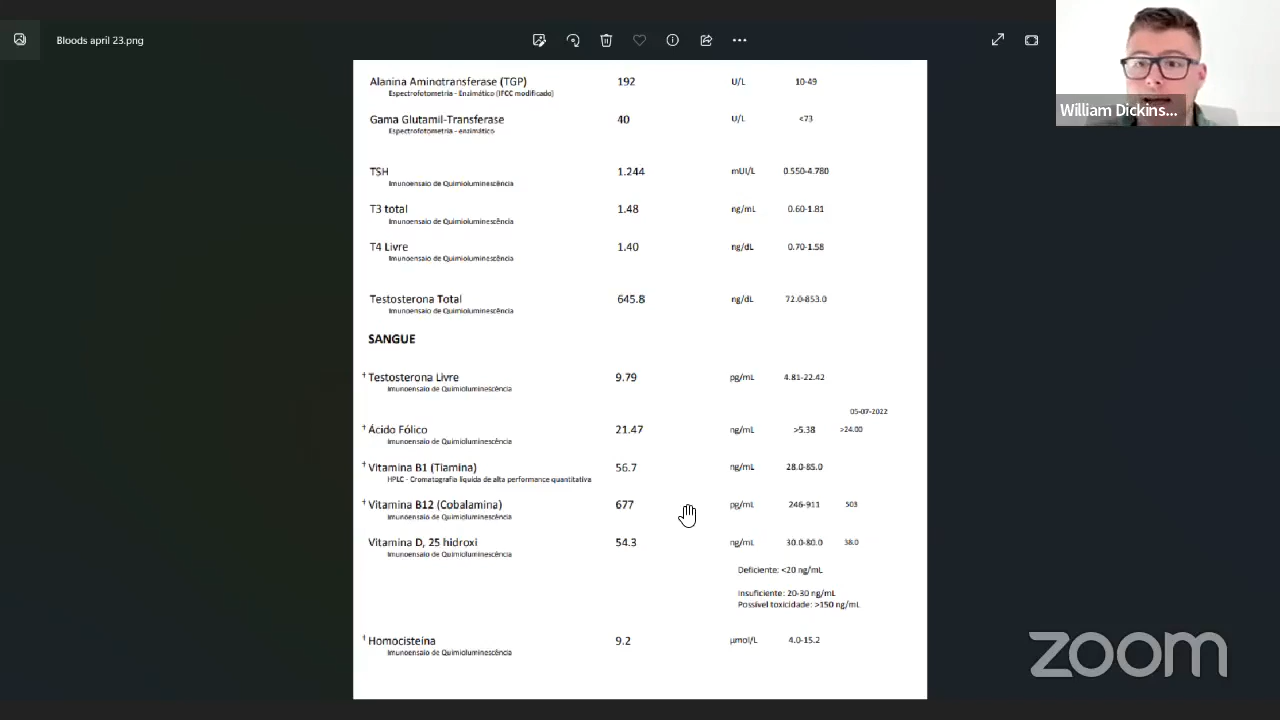 Bloods april 23.png
William Dickins...
Alanina Aminotransferase (TGP) 192 U/L 10-49
Espectrofotometria - Enzimático (IFCC modificado)
Gama Glutamil-Transferase 40 U/L <73
Espectrofotometria - enzimático
TSH 1.244 mUI/L 0.550-4.780
Imunoensaio de Quimioluminescência
T3 total 1.48 ng/mL 0.60-1.81
Imunoensaio de Quimioluminescência
T4 Livre 1.40 ng/dL 0.70-1.58
Imunoensaio de Quimioluminescência
Testosterona Total 645.8 ng/dL 72.0-853.0
Imunoensaio de Quimioluminescência
SANGUE
† Testosterona Livre 9.79 pg/mL 4.81-22.42
Imunoensaio de Quimioluminescência
05-07-2022
† Ácido Fólico 21.47 ng/mL >5.38 >24.00
Imunoensaio de Quimioluminescência
† Vitamina B1 (Tiamina) 56.7 ng/mL 28.0-85.0
HPLC - Cromatografia líquida de alta performance quantitativa
† Vitamina B12 (Cobalamina) 677 pg/mL 246-911 503
Imunoensaio de Quimioluminescência
Vitamina D, 25 hidroxi 54.3 ng/mL 30.0-80.0 38.0
Imunoensaio de Quimioluminescência
Deficiente: <20 ng/mL
Insuficiente: 20-30 ng/mL
Possível toxicidade: >150 ng/mL
† Homocisteína 9.2 µmol/L 4.0-15.2
Imunoensaio de Quimioluminescência
zoom